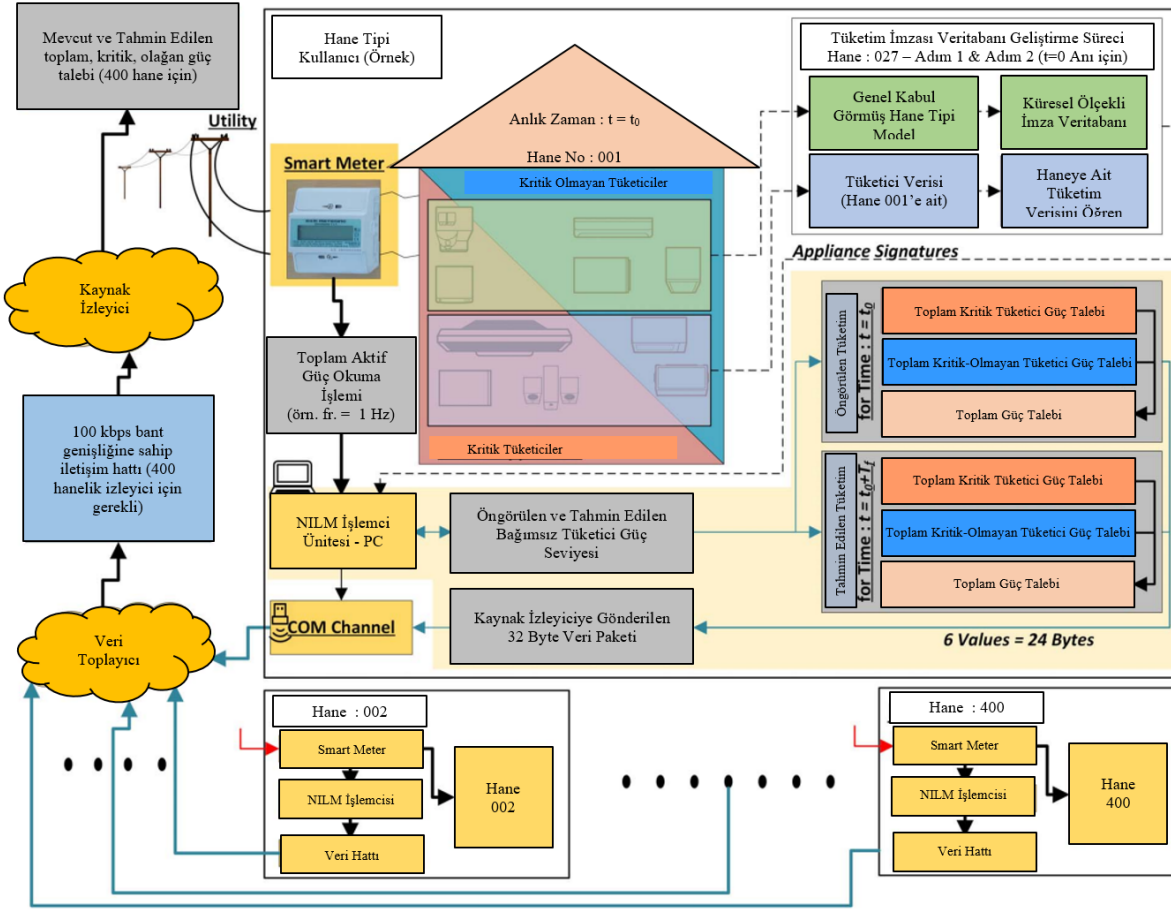 Mevcut ve Tahmin Edilen
toplam, kritik, olağan güç
talebi (400 hane için)
Utility
Kaynak
İzleyici
100 kbps bant
genişliğine sahip
iletişim hattı (400
hanelik izleyici için
gerekli)
Veri
Toplayıcı
Hane Tipi
Kullanıcı (Örnek)
Smart Meter
Toplam Aktif
Güç Okuma
İşlemi
(örn. fr. = 1 Hz)
NILM İşlemci
Ünitesi - PC
COM Channel
Anlık Zaman : t = t0
Hane No : 001
Kritik Olmayan Tüketiciler
Kritik Tüketiciler
Tüketim İmzası Veritabanı Geliştirme Süreci
Hane : 027 – Adım 1 & Adım 2 (t=0 Anı için)
Genel Kabul
Görmüş Hane Tipi
Model
Küresel Ölçekli
İmza Veritabanı
Tüketici Verisi
(Hane 001’e ait)
Haneye Ait
Tüketim
Verisini Öğren
Appliance Signatures
Öngörülen Tüketim
for Time : t = t0
Toplam Kritik Tüketici Güç Talebi
Toplam Kritik-Olmayan Tüketici Güç Talebi
Toplam Güç Talebi
Tahmin Edilen Tüketim
for Time : t = t0+Tf
Toplam Kritik Tüketici Güç Talebi
Toplam Kritik-Olmayan Tüketici Güç Talebi
Toplam Güç Talebi
Öngörülen ve Tahmin Edilen
Bağımsız Tüketici Güç
Seviyesi
Kaynak İzleyiciye Gönderilen
32 Byte Veri Paketi
6 Values = 24 Bytes
Hane : 002
Smart Meter
NILM İşlemcisi
Veri Hattı
Hane
002
Hane : 400
Smart Meter
NILM İşlemcisi
Veri Hattı
Hane
400